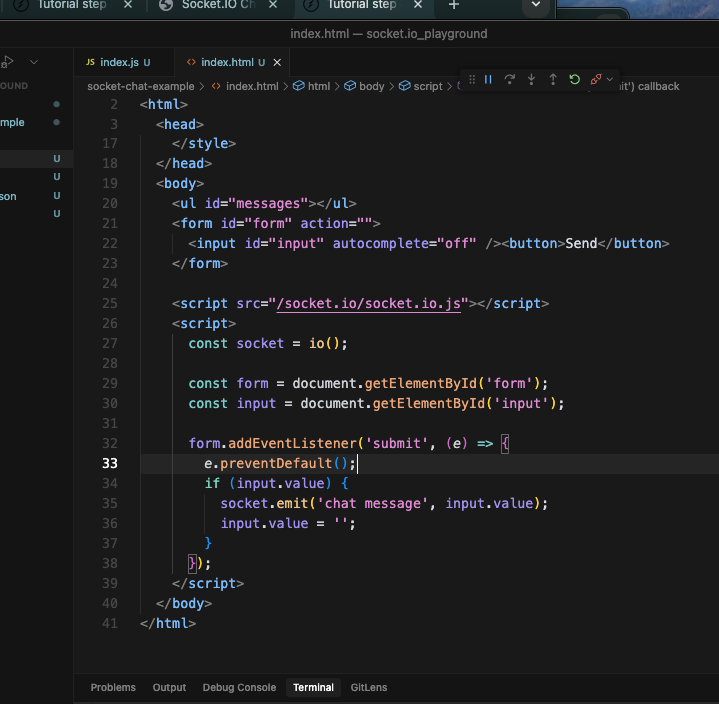 Tutorial step
Socket.IO Ch
Tutorial step
index.html — socket.io_playground
JS index.js U
<> index.html U
OUND
socket-chat-example > <> index.html > html > body > script > it') callback
mple
U
U
son U
U
2 <html>
3 <head>
17 </style>
18 </head>
19 <body>
20 <ul id="messages"></ul>
21 <form id="form" action="">
22 <input id="input" autocomplete="off" /><button>Send</button>
23 </form>
24
25 <script src="/socket.io/socket.io.js"></script>
26 <script>
27 const socket = io();
28
29 const form = document.getElementById('form');
30 const input = document.getElementById('input');
31
32 form.addEventListener('submit', (e) => {
33 e.preventDefault();
34 if (input.value) {
35 socket.emit('chat message', input.value);
36 input.value = '';
37 }
38 });
39 </script>
40 </body>
41 </html>
Problems Output Debug Console Terminal GitLens